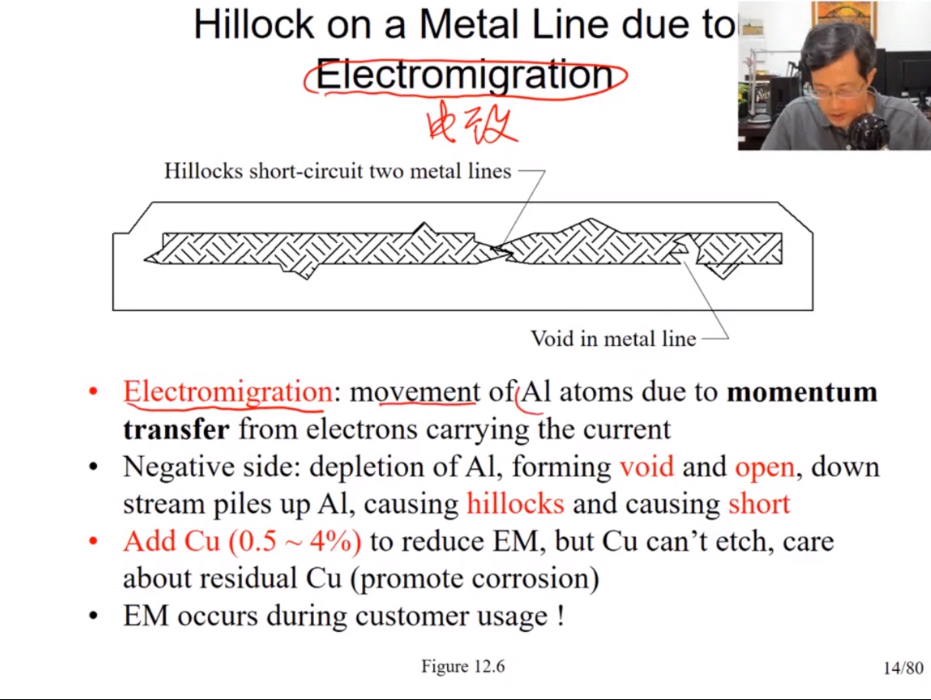 Hillock on a Metal Line due to
Electromigration
电致
Hillocks short-circuit two metal lines
Void in metal line
• Electromigration: movement of Al atoms due to momentum
transfer from electrons carrying the current
• Negative side: depletion of Al, forming void and open, down
stream piles up Al, causing hillocks and causing short
• Add Cu (0.5 ~ 4%) to reduce EM, but Cu can’t etch, care
about residual Cu (promote corrosion)
• EM occurs during customer usage !
Figure 12.6
14/80